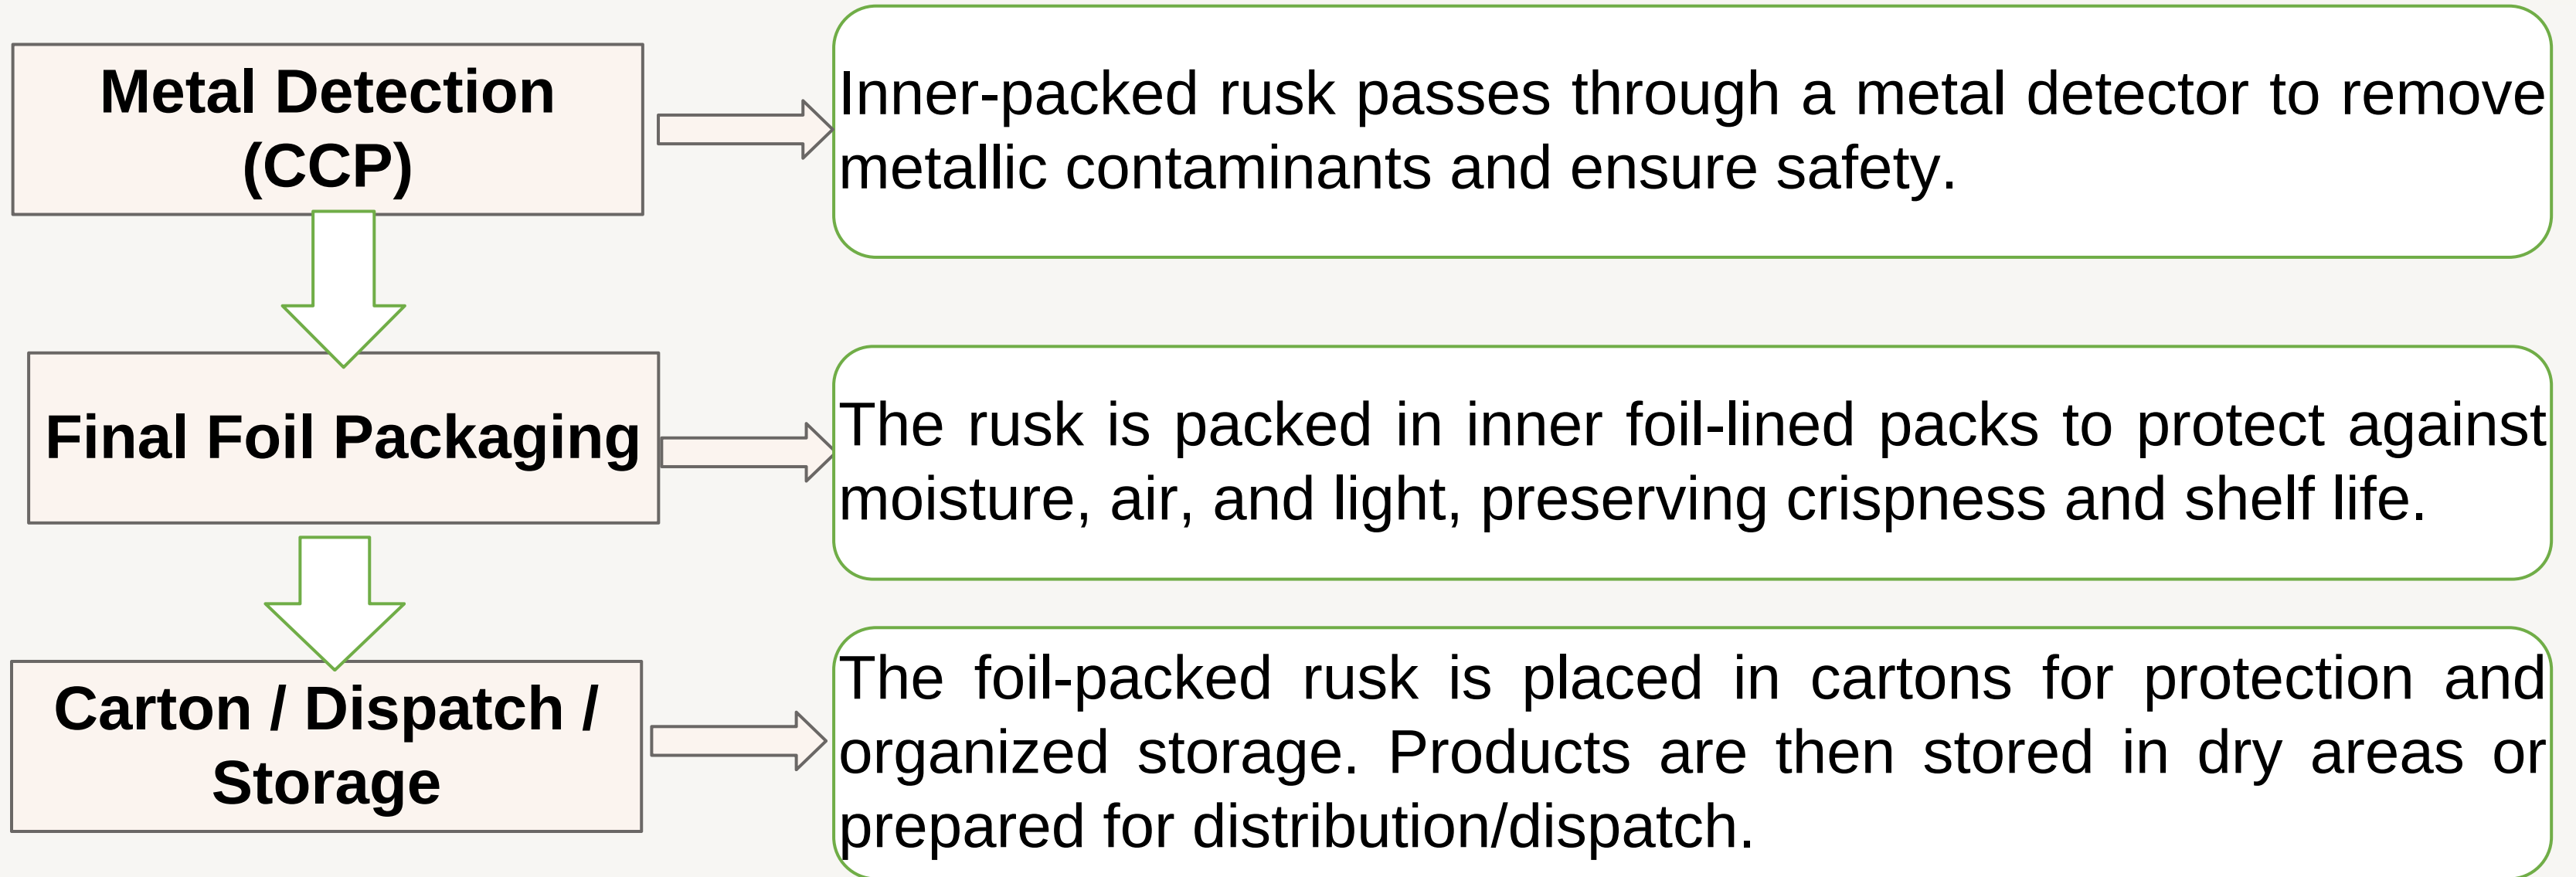 Metal Detection
(CCP)
Inner-packed rusk passes through a metal detector to remove
metallic contaminants and ensure safety.
Final Foil Packaging
The rusk is packed in inner foil-lined packs to protect against
moisture, air, and light, preserving crispness and shelf life.
Carton / Dispatch /
Storage
The foil-packed rusk is placed in cartons for protection and
organized storage. Products are then stored in dry areas or
prepared for distribution/dispatch.